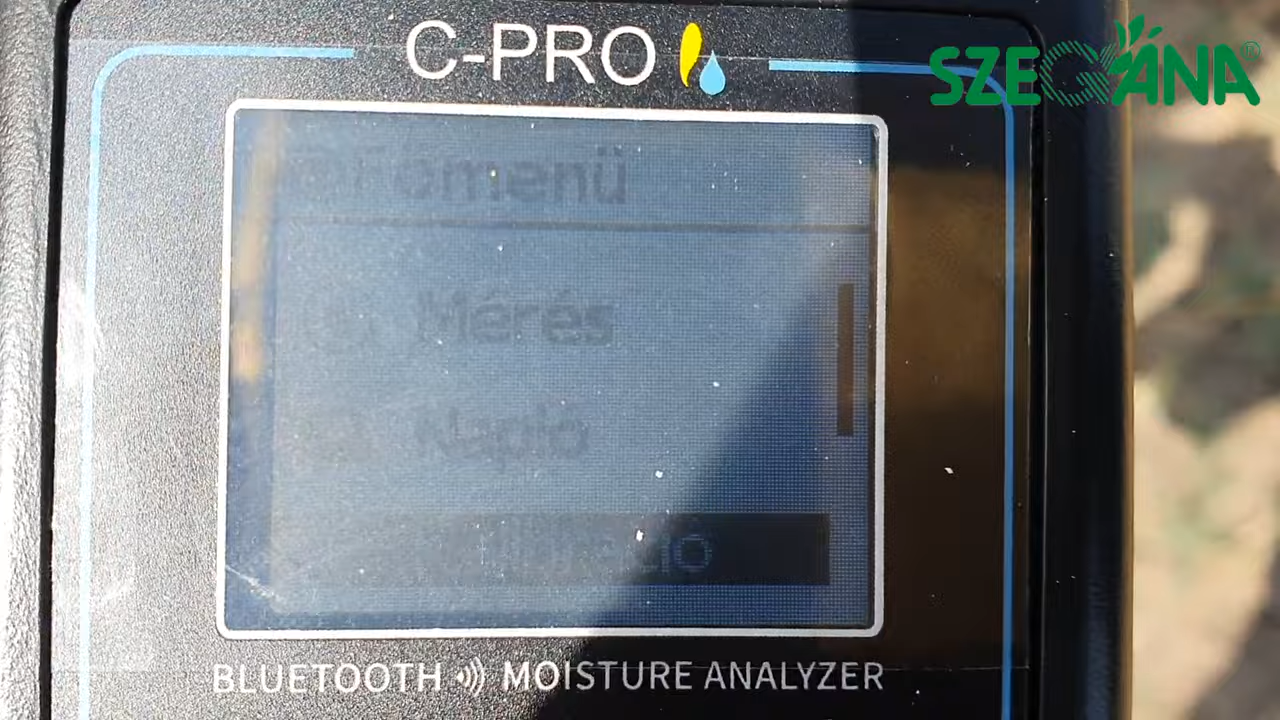 C-PRO
SZEGÁNA®
Főmenü
Mérés
Napló
BLUETOOTH MOISTURE ANALYZER